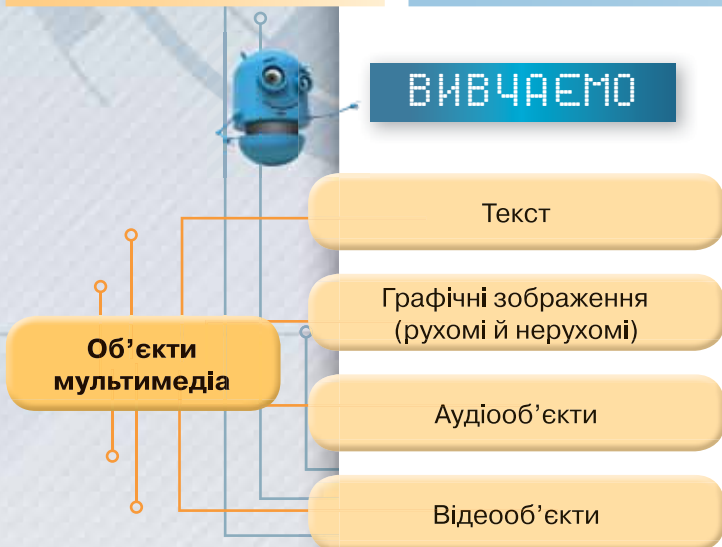 ВИВЧАЄМО
Текст
Графічні зображення
(рухомі й нерухомі)
Об’єкти
мультимедіа
Аудіооб’єкти
Відеооб’єкти